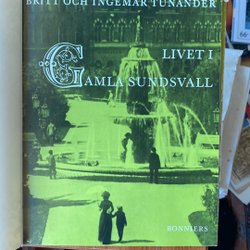 BRITT OCH INGEMAR TUNANDER
LIVET I
GAMLA SUNDSVALL
BONNIERS